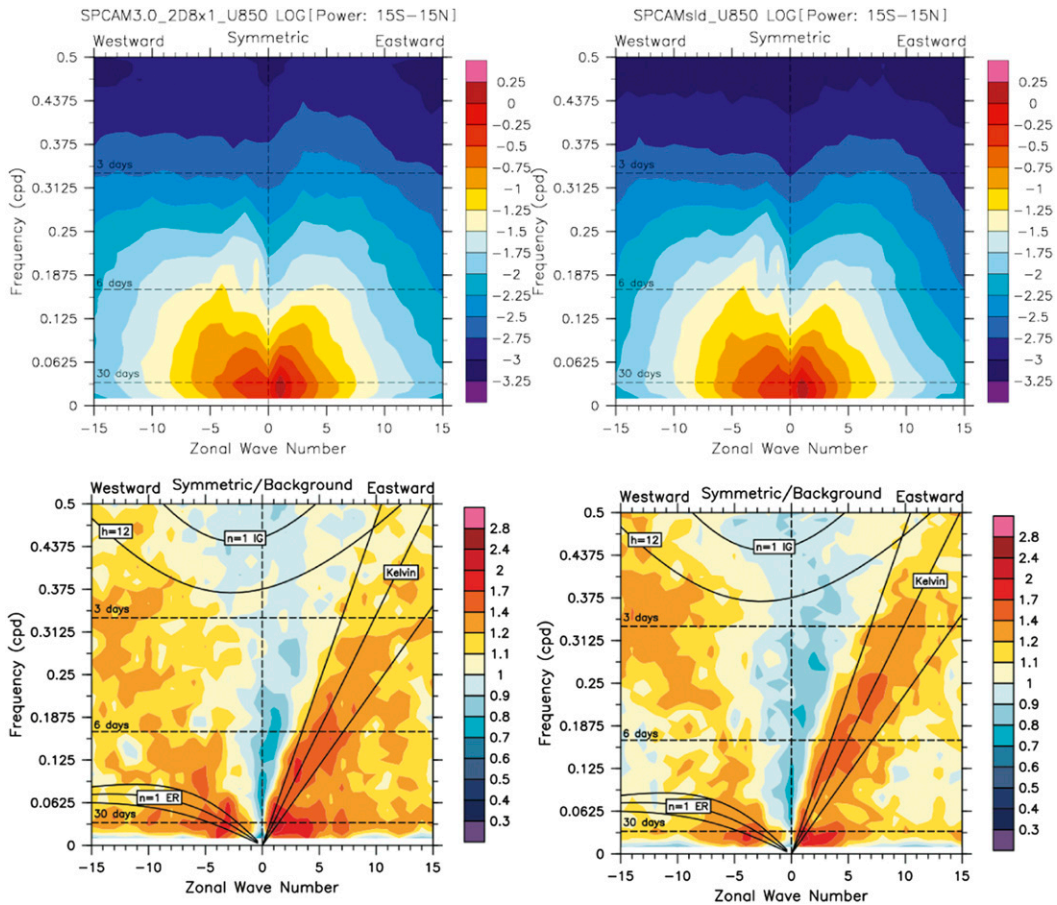 SPCAM3.0_2D8x1_U850 LOG[Power: 15S-15N]
Westward Symmetric Eastward
0.5
0.4375
0.375
0.3125
0.25
0.1875
0.125
0.0625
0
Frequency (cpd)
3 days
6 days
30 days
-15 -10 -5 0 5 10 15
Zonal Wave Number
0.25
0
-0.25
-0.5
-0.75
-1
-1.25
-1.5
-1.75
-2
-2.25
-2.5
-2.75
-3
-3.25
SPCAMsld_U850 LOG[Power: 15S-15N]
Westward Symmetric Eastward
0.5
0.4375
0.375
0.3125
0.25
0.1875
0.125
0.0625
0
Frequency (cpd)
3 days
6 days
30 days
-15 -10 -5 0 5 10 15
Zonal Wave Number
0.25
0
-0.25
-0.5
-0.75
-1
-1.25
-1.5
-1.75
-2
-2.25
-2.5
-2.75
-3
-3.25
Westward Symmetric/Background Eastward
0.5
0.4375
0.375
0.3125
0.25
0.1875
0.125
0.0625
0
Frequency (cpd)
h=12
n=1 IG
Kelvin
3 days
6 days
n=1 ER
30 days
-15 -10 -5 0 5 10 15
Zonal Wave Number
2.8
2.4
2
1.7
1.4
1.2
1.1
1
0.9
0.8
0.7
0.6
0.5
0.4
0.3
Westward Symmetric/Background Eastward
0.5
0.4375
0.375
0.3125
0.25
0.1875
0.125
0.0625
0
Frequency (cpd)
h=12
n=1 IG
Kelvin
3 days
6 days
n=1 ER
30 days
-15 -10 -5 0 5 10 15
Zonal Wave Number
2.8
2.4
2
1.7
1.4
1.2
1.1
1
0.9
0.8
0.7
0.6
0.5
0.4
0.3